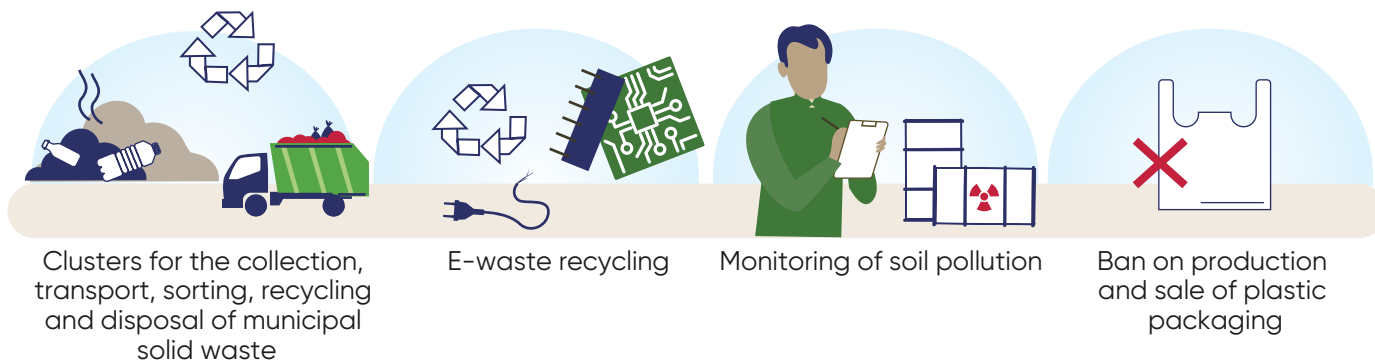 Clusters for the collection,
transport, sorting, recycling
and disposal of municipal
solid waste
E-waste recycling
Monitoring of soil pollution
Ban on production
and sale of plastic
packaging